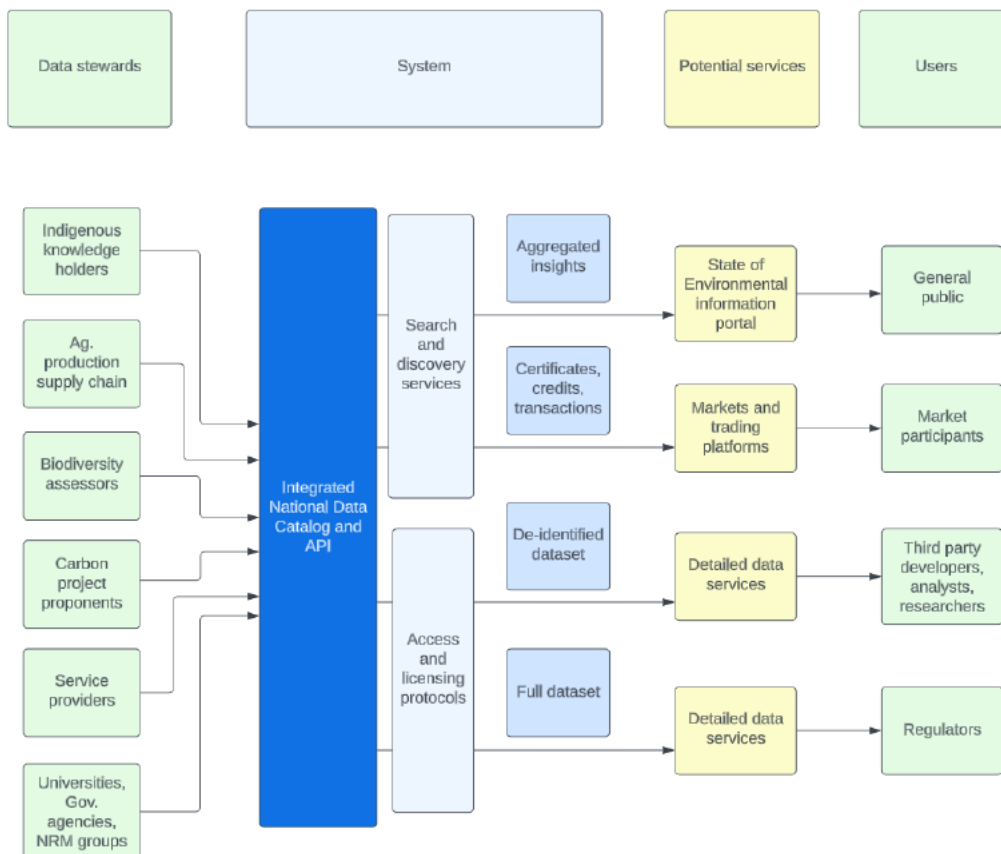 Data stewards
System
Potential services
Users
Indigenous
knowledge
holders
Ag.
production
supply chain
Biodiversity
assessors
Carbon
project
proponents
Service
providers
Universities,
Gov.
agencies,
NRM groups
Integrated
National Data
Catalog and
API
Search
and
discovery
services
Access
and
licensing
protocols
Aggregated
insights
Certificates,
credits,
transactions
De-identified
dataset
Full dataset
State of
Environmental
information
portal
Markets and
trading
platforms
Detailed data
services
Detailed data
services
General
public
Market
participants
Third party
developers,
analysts,
researchers
Regulators